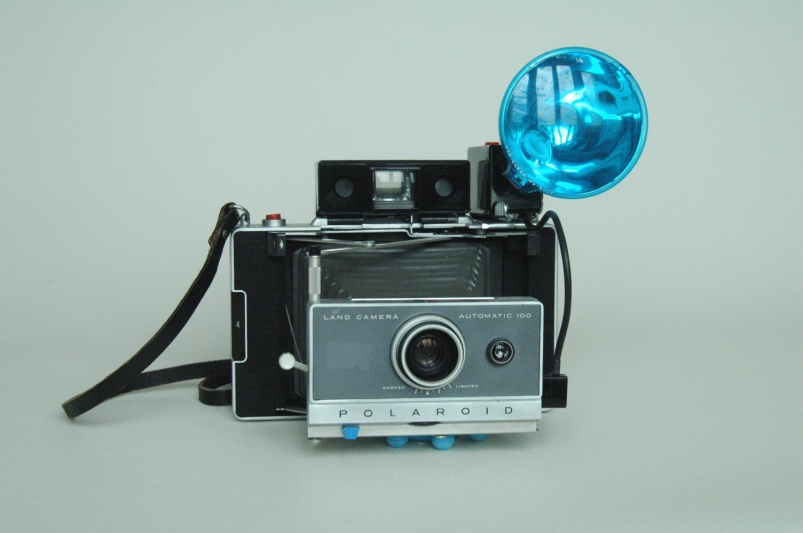 LAND CAMERA AUTOMATIC 100
4
DARKEN LIGHTEN
POLAROID